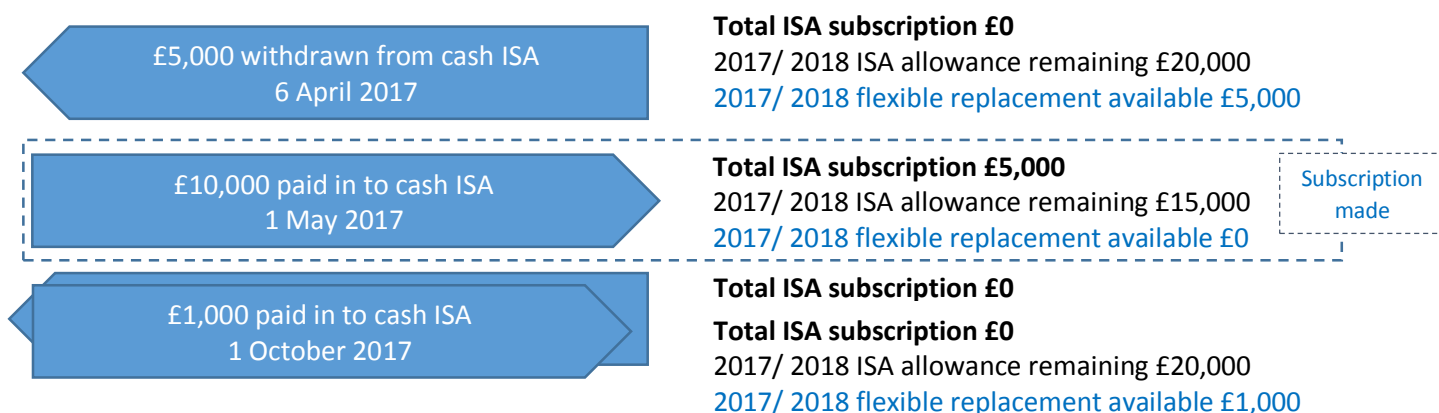 £5,000 withdrawn from cash ISA
6 April 2017
Total ISA subscription £0
2017/ 2018 ISA allowance remaining £20,000
2017/ 2018 flexible replacement available £5,000
£10,000 paid in to cash ISA
1 May 2017
Total ISA subscription £5,000
2017/ 2018 ISA allowance remaining £15,000
2017/ 2018 flexible replacement available £0
Subscription
made
£1,000 paid in to cash ISA
1 October 2017
Total ISA subscription £0
Total ISA subscription £0
2017/ 2018 ISA allowance remaining £20,000
2017/ 2018 flexible replacement available £1,000